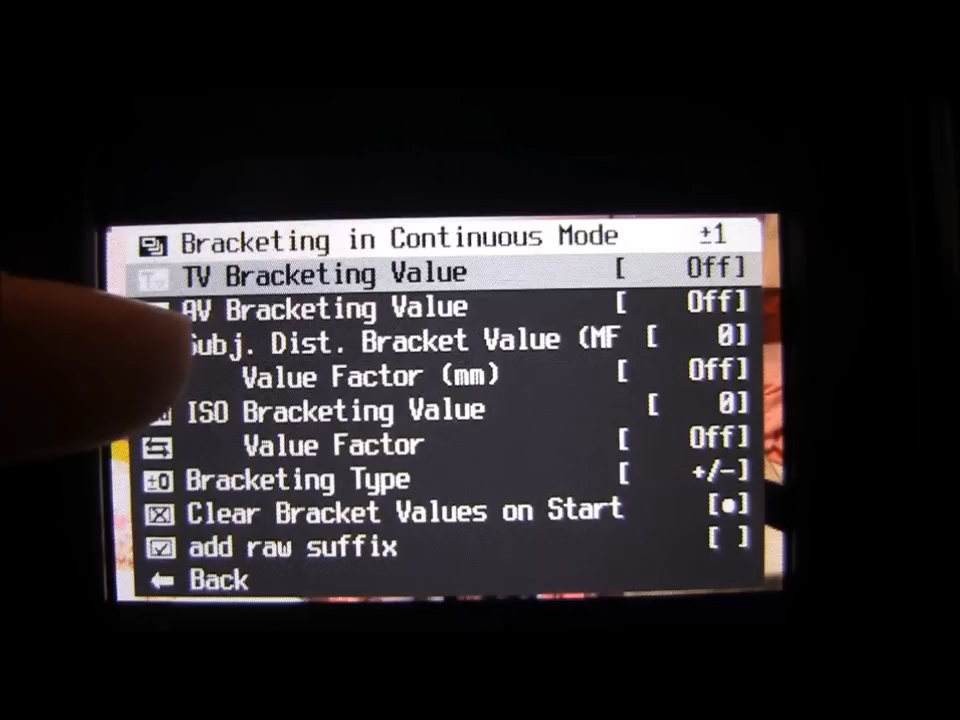 Bracketing in Continuous Mode ±1
TV Bracketing Value [ Off]
AV Bracketing Value [ Off]
Subj. Dist. Bracket Value (MF [ 0]
Value Factor (mm) [ Off]
ISO Bracketing Value [ 0]
Value Factor [ Off]
±0 Bracketing Type [ +/-]
Clear Bracket Values on Start [●]
add raw suffix [ ]
← Back